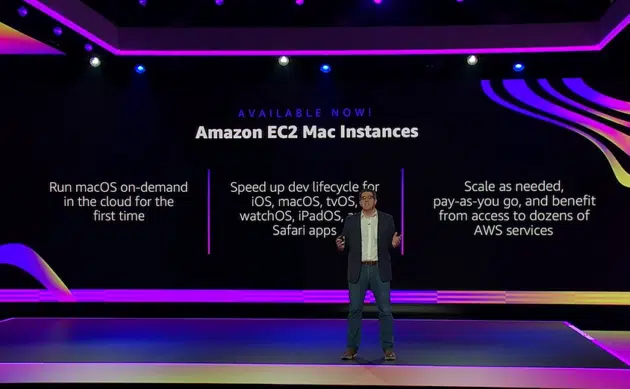 AVAILABLE NOW!
Amazon EC2 Mac Instances
Run macOS on-demand
in the cloud for the
first time
Speed up dev lifecycle for
iOS, macOS, tvOS,
watchOS, iPadOS,
Safari apps
Scale as needed,
pay-as-you go, and benefit
from access to dozens of
AWS services